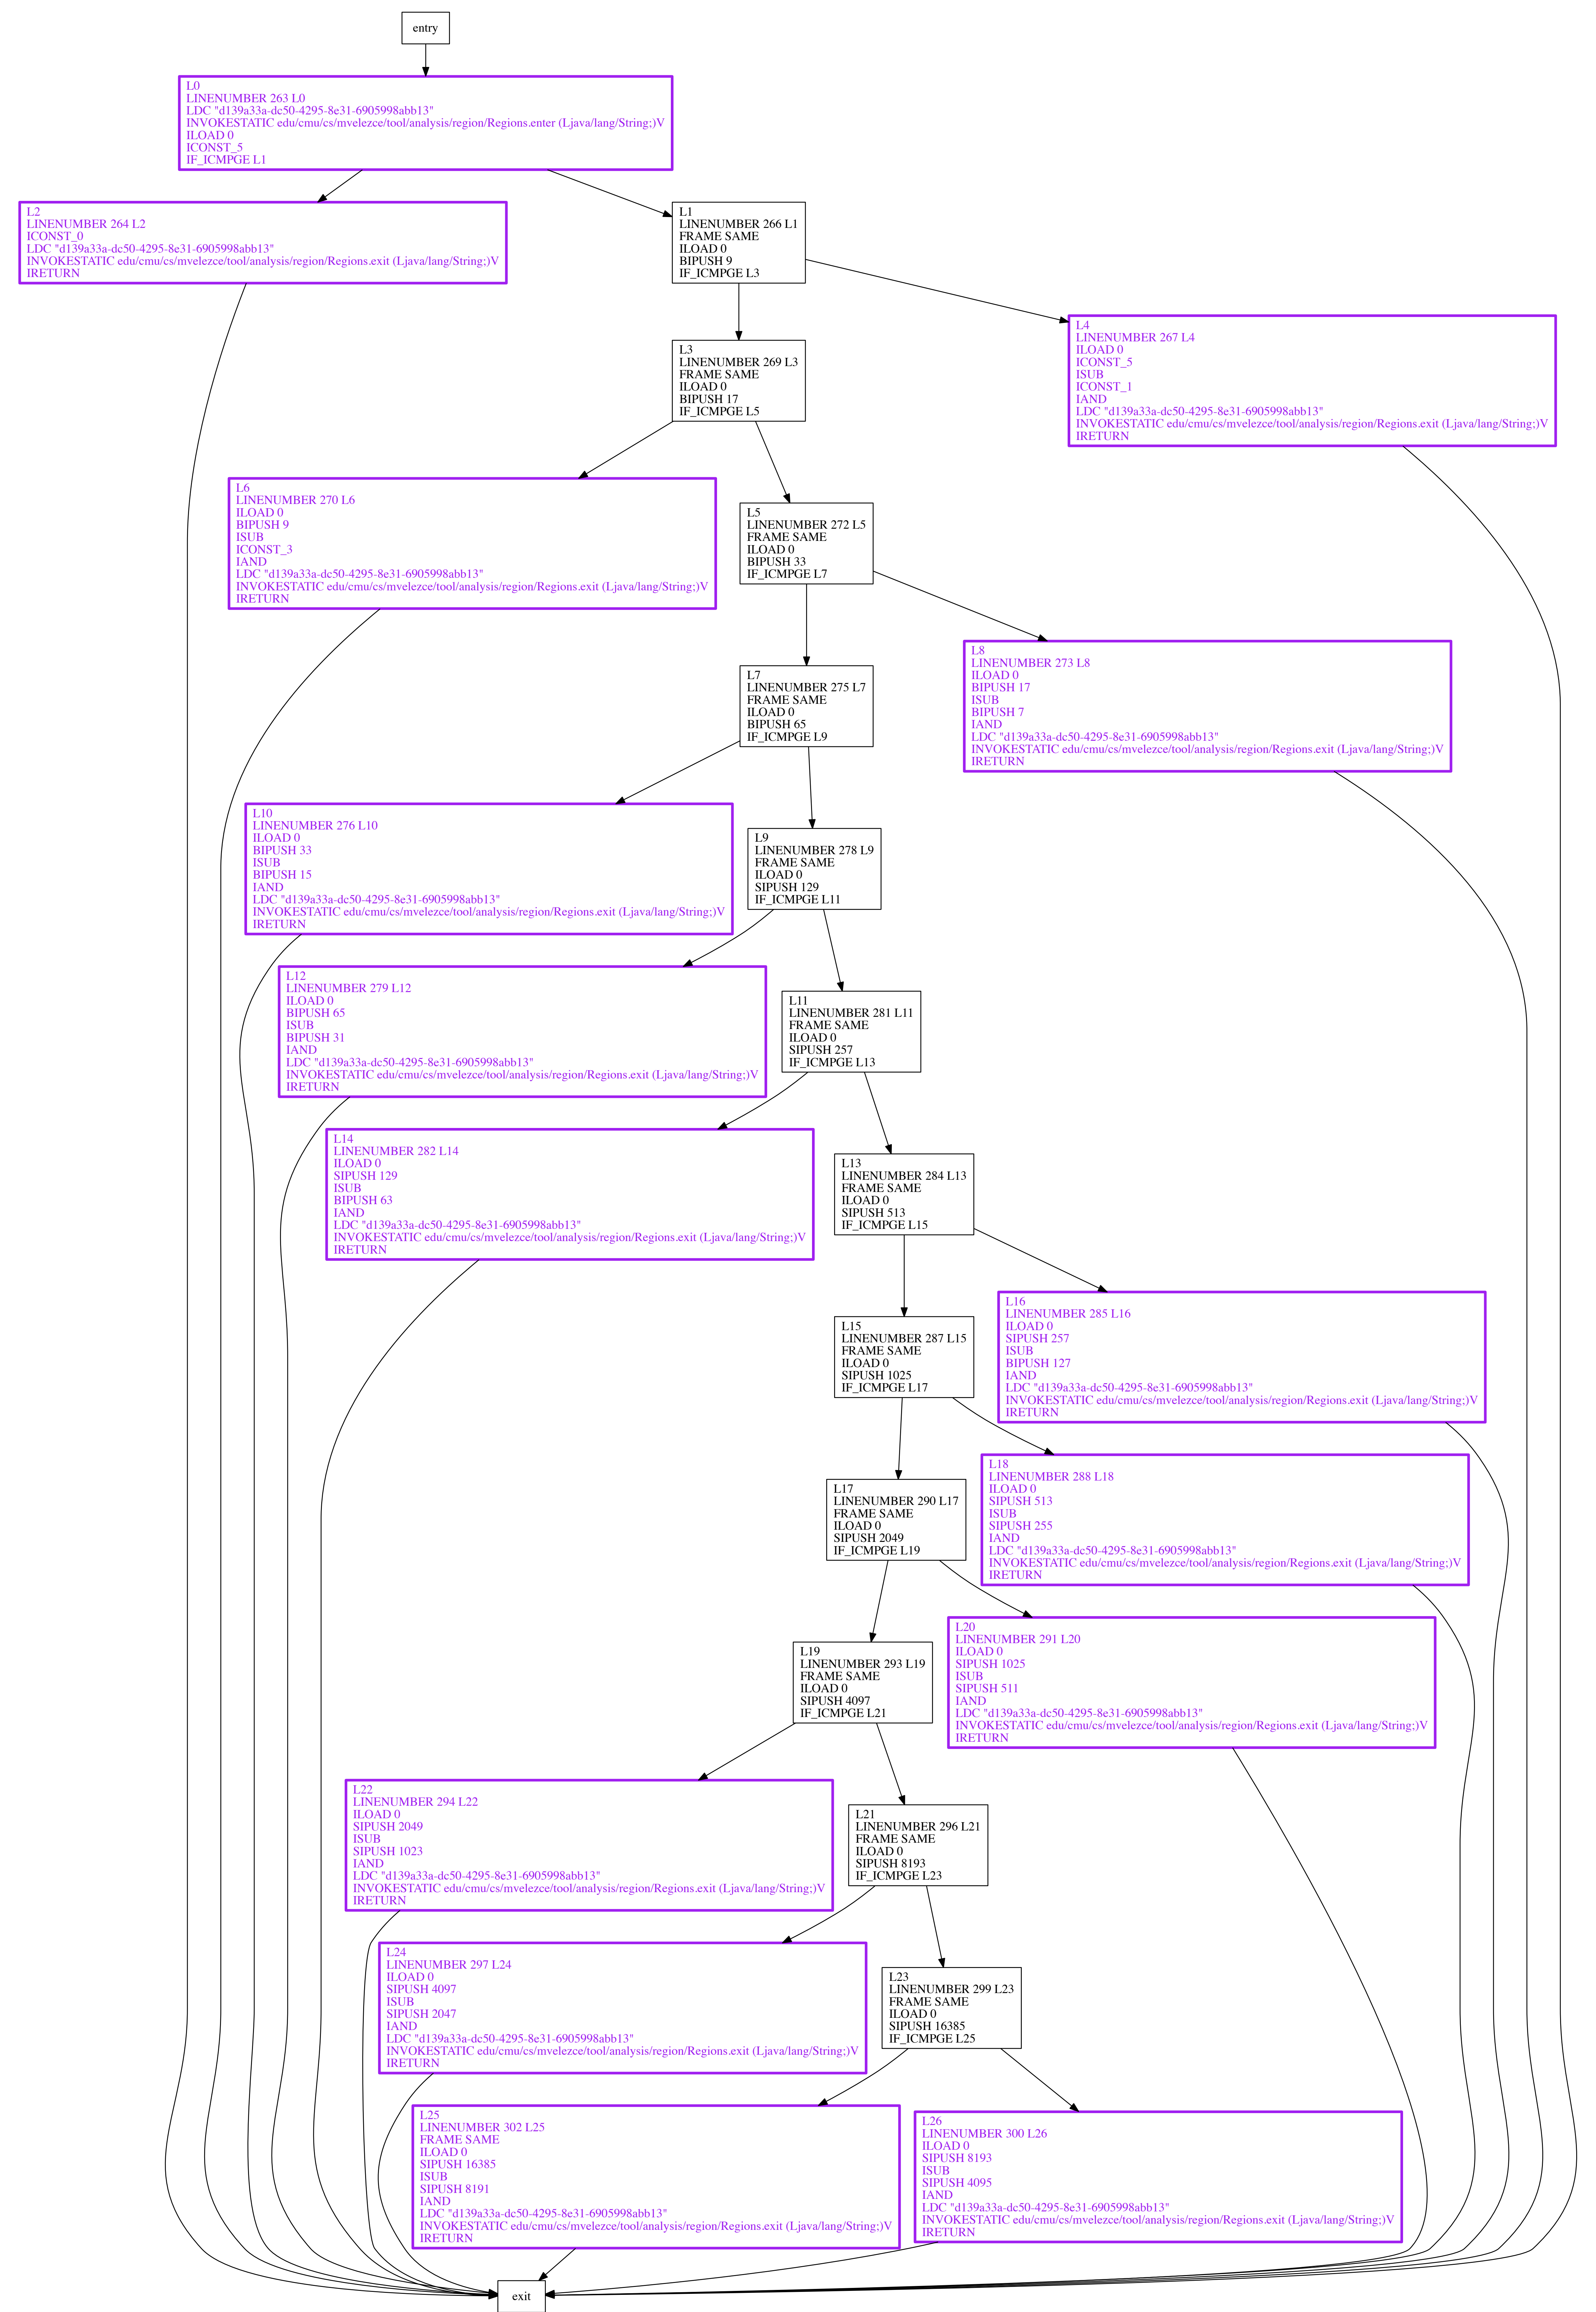 entry
L0
LINENUMBER 263 L0
LDC "d139a33a-dc50-4295-8e31-6905998abb13"
INVOKESTATIC edu/cmu/cs/mvelezce/tool/analysis/region/Regions.enter (Ljava/lang/String;)V
ILOAD 0
ICONST_5
IF_ICMPGE L1
L2
LINENUMBER 264 L2
ICONST_0
LDC "d139a33a-dc50-4295-8e31-6905998abb13"
INVOKESTATIC edu/cmu/cs/mvelezce/tool/analysis/region/Regions.exit (Ljava/lang/String;)V
IRETURN
L1
LINENUMBER 266 L1
FRAME SAME
ILOAD 0
BIPUSH 9
IF_ICMPGE L3
L4
LINENUMBER 267 L4
ILOAD 0
ICONST_5
ISUB
ICONST_1
IAND
LDC "d139a33a-dc50-4295-8e31-6905998abb13"
INVOKESTATIC edu/cmu/cs/mvelezce/tool/analysis/region/Regions.exit (Ljava/lang/String;)V
IRETURN
L3
LINENUMBER 269 L3
FRAME SAME
ILOAD 0
BIPUSH 17
IF_ICMPGE L5
L6
LINENUMBER 270 L6
ILOAD 0
BIPUSH 9
ISUB
ICONST_3
IAND
LDC "d139a33a-dc50-4295-8e31-6905998abb13"
INVOKESTATIC edu/cmu/cs/mvelezce/tool/analysis/region/Regions.exit (Ljava/lang/String;)V
IRETURN
L5
LINENUMBER 272 L5
FRAME SAME
ILOAD 0
BIPUSH 33
IF_ICMPGE L7
L8
LINENUMBER 273 L8
ILOAD 0
BIPUSH 17
ISUB
BIPUSH 7
IAND
LDC "d139a33a-dc50-4295-8e31-6905998abb13"
INVOKESTATIC edu/cmu/cs/mvelezce/tool/analysis/region/Regions.exit (Ljava/lang/String;)V
IRETURN
L7
LINENUMBER 275 L7
FRAME SAME
ILOAD 0
BIPUSH 65
IF_ICMPGE L9
L10
LINENUMBER 276 L10
ILOAD 0
BIPUSH 33
ISUB
BIPUSH 15
IAND
LDC "d139a33a-dc50-4295-8e31-6905998abb13"
INVOKESTATIC edu/cmu/cs/mvelezce/tool/analysis/region/Regions.exit (Ljava/lang/String;)V
IRETURN
L9
LINENUMBER 278 L9
FRAME SAME
ILOAD 0
SIPUSH 129
IF_ICMPGE L11
L12
LINENUMBER 279 L12
ILOAD 0
BIPUSH 65
ISUB
BIPUSH 31
IAND
LDC "d139a33a-dc50-4295-8e31-6905998abb13"
INVOKESTATIC edu/cmu/cs/mvelezce/tool/analysis/region/Regions.exit (Ljava/lang/String;)V
IRETURN
L11
LINENUMBER 281 L11
FRAME SAME
ILOAD 0
SIPUSH 257
IF_ICMPGE L13
L14
LINENUMBER 282 L14
ILOAD 0
SIPUSH 129
ISUB
BIPUSH 63
IAND
LDC "d139a33a-dc50-4295-8e31-6905998abb13"
INVOKESTATIC edu/cmu/cs/mvelezce/tool/analysis/region/Regions.exit (Ljava/lang/String;)V
IRETURN
L13
LINENUMBER 284 L13
FRAME SAME
ILOAD 0
SIPUSH 513
IF_ICMPGE L15
L16
LINENUMBER 285 L16
ILOAD 0
SIPUSH 257
ISUB
BIPUSH 127
IAND
LDC "d139a33a-dc50-4295-8e31-6905998abb13"
INVOKESTATIC edu/cmu/cs/mvelezce/tool/analysis/region/Regions.exit (Ljava/lang/String;)V
IRETURN
L15
LINENUMBER 287 L15
FRAME SAME
ILOAD 0
SIPUSH 1025
IF_ICMPGE L17
L18
LINENUMBER 288 L18
ILOAD 0
SIPUSH 513
ISUB
SIPUSH 255
IAND
LDC "d139a33a-dc50-4295-8e31-6905998abb13"
INVOKESTATIC edu/cmu/cs/mvelezce/tool/analysis/region/Regions.exit (Ljava/lang/String;)V
IRETURN
L17
LINENUMBER 290 L17
FRAME SAME
ILOAD 0
SIPUSH 2049
IF_ICMPGE L19
L20
LINENUMBER 291 L20
ILOAD 0
SIPUSH 1025
ISUB
SIPUSH 511
IAND
LDC "d139a33a-dc50-4295-8e31-6905998abb13"
INVOKESTATIC edu/cmu/cs/mvelezce/tool/analysis/region/Regions.exit (Ljava/lang/String;)V
IRETURN
L19
LINENUMBER 293 L19
FRAME SAME
ILOAD 0
SIPUSH 4097
IF_ICMPGE L21
L22
LINENUMBER 294 L22
ILOAD 0
SIPUSH 2049
ISUB
SIPUSH 1023
IAND
LDC "d139a33a-dc50-4295-8e31-6905998abb13"
INVOKESTATIC edu/cmu/cs/mvelezce/tool/analysis/region/Regions.exit (Ljava/lang/String;)V
IRETURN
L21
LINENUMBER 296 L21
FRAME SAME
ILOAD 0
SIPUSH 8193
IF_ICMPGE L23
L24
LINENUMBER 297 L24
ILOAD 0
SIPUSH 4097
ISUB
SIPUSH 2047
IAND
LDC "d139a33a-dc50-4295-8e31-6905998abb13"
INVOKESTATIC edu/cmu/cs/mvelezce/tool/analysis/region/Regions.exit (Ljava/lang/String;)V
IRETURN
L23
LINENUMBER 299 L23
FRAME SAME
ILOAD 0
SIPUSH 16385
IF_ICMPGE L25
L25
LINENUMBER 302 L25
FRAME SAME
ILOAD 0
SIPUSH 16385
ISUB
SIPUSH 8191
IAND
LDC "d139a33a-dc50-4295-8e31-6905998abb13"
INVOKESTATIC edu/cmu/cs/mvelezce/tool/analysis/region/Regions.exit (Ljava/lang/String;)V
IRETURN
L26
LINENUMBER 300 L26
ILOAD 0
SIPUSH 8193
ISUB
SIPUSH 4095
IAND
LDC "d139a33a-dc50-4295-8e31-6905998abb13"
INVOKESTATIC edu/cmu/cs/mvelezce/tool/analysis/region/Regions.exit (Ljava/lang/String;)V
IRETURN
exit